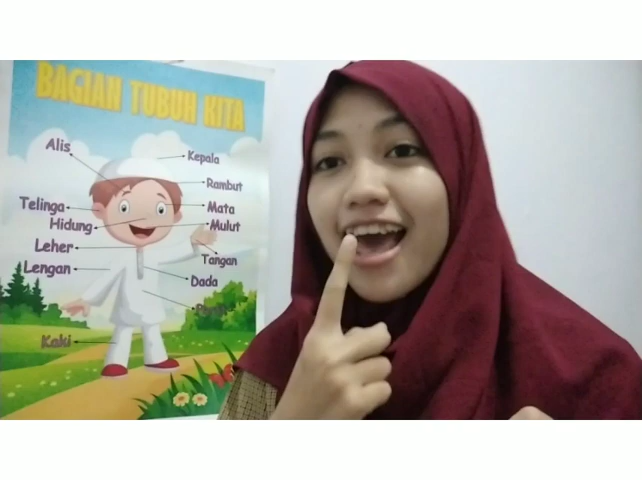 BAGIAN TUBUH KITA
Alis
Kepala
Rambut
Telinga
Mata
Hidung
Mulut
Leher
Tangan
Lengan
Dada
Kaki